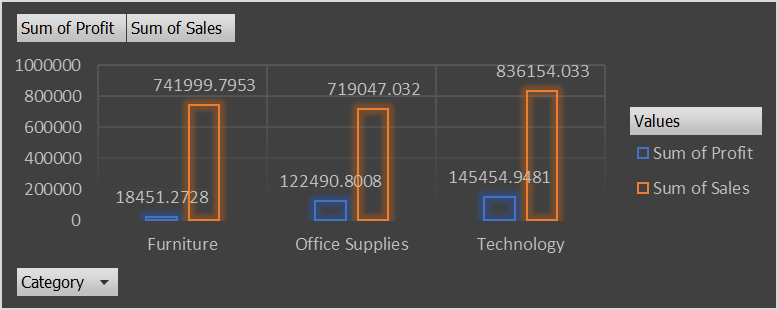 Sum of Profit Sum of Sales
1000000
800000
600000
400000
200000
0
741999.7953
719047.032
836154.033
18451.2728
122490.8008
145454.9481
Furniture Office Supplies Technology
Values
Sum of Profit
Sum of Sales
Category